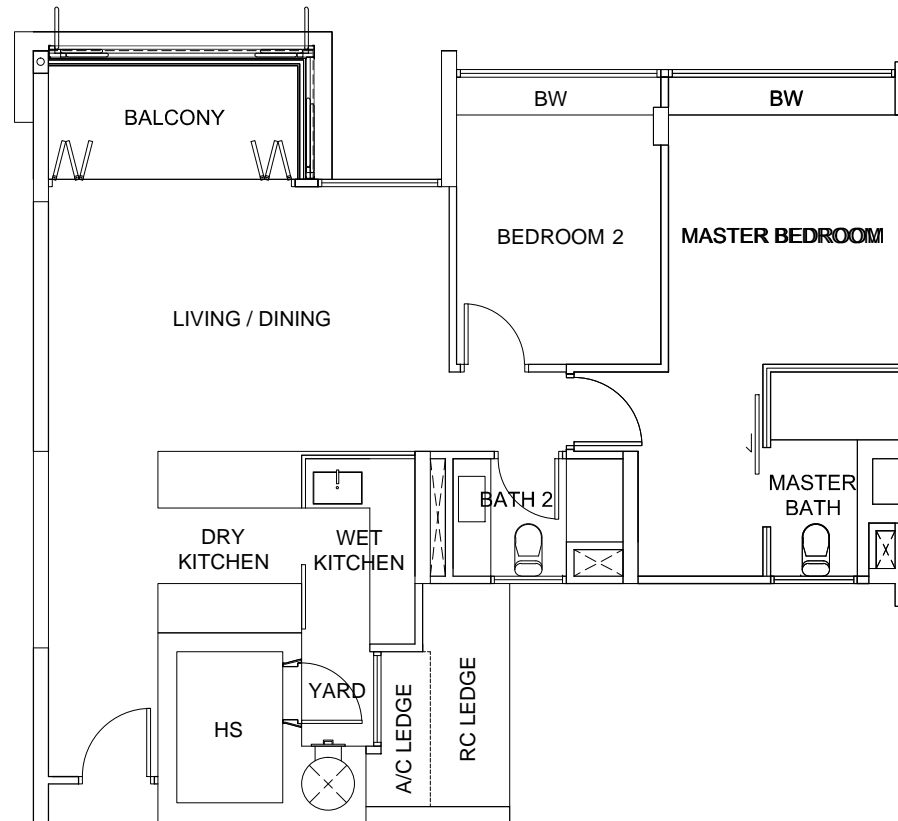 BW
BW
BALCONY
BEDROOM 2
MASTER BEDROOM
LIVING / DINING
MASTER
BATH
BATH 2
DRY
KITCHEN
WET
KITCHEN
YARD
HS
A/C LEDGE
RC LEDGE